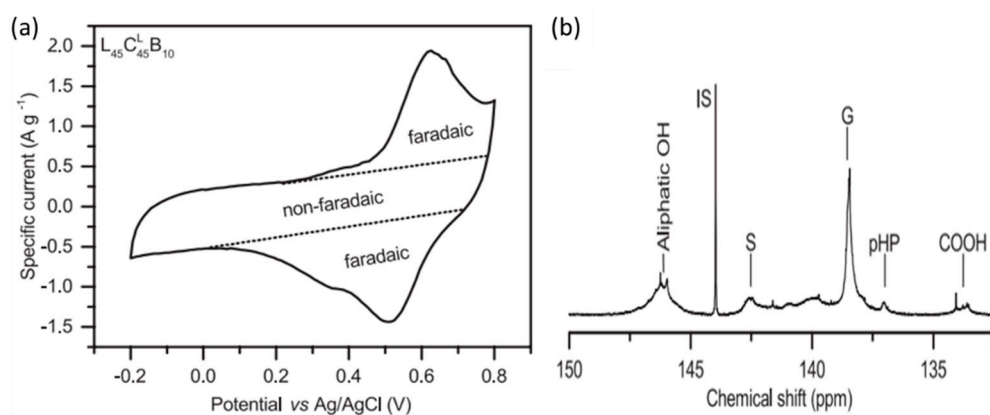 (a)
L45C^L45B10
2.0
1.5
1.0
0.5
0.0
-0.5
-1.0
-1.5
Specific current (A g⁻¹)
faradaic
non-faradaic
faradaic
-0.2 0.0 0.2 0.4 0.6 0.8
Potential vs Ag/AgCl (V)
(b)
Aliphatic OH
IS
S
G
pHP
COOH
150 145 140 135
Chemical shift (ppm)